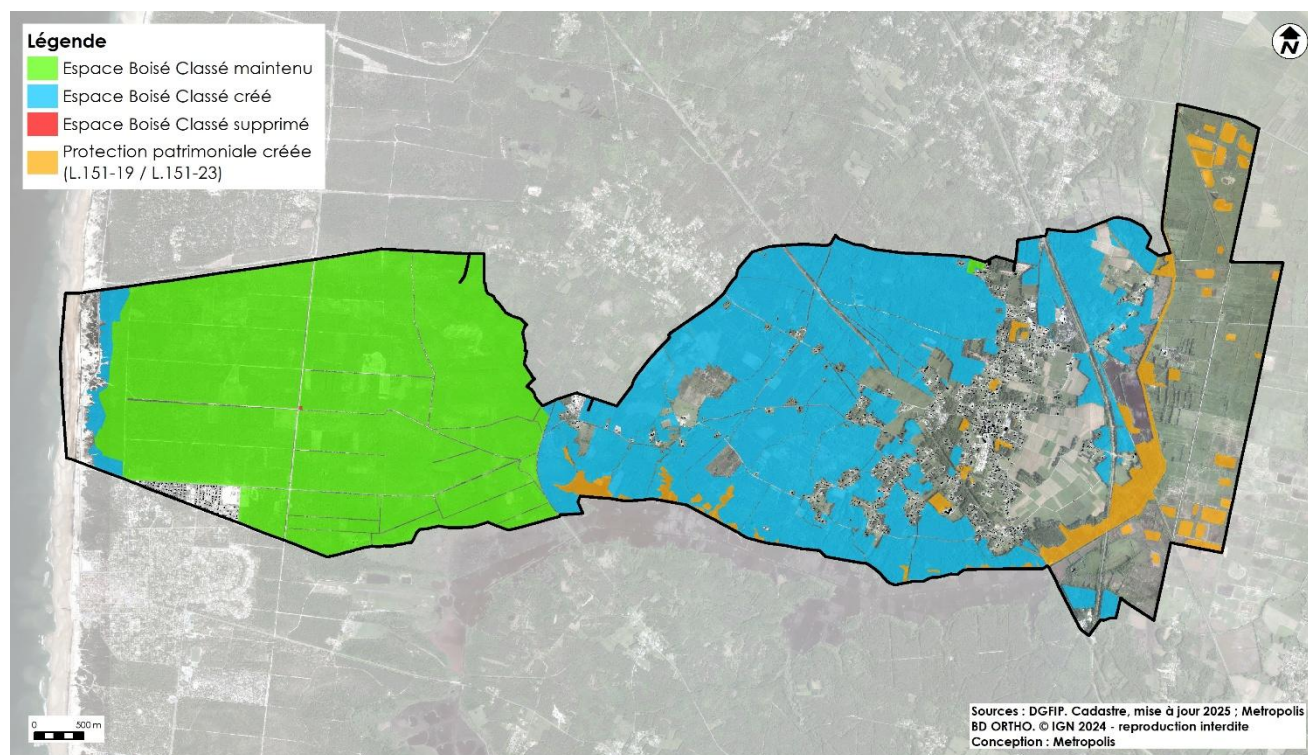 Légende
Espace Boisé Classé maintenu
Espace Boisé Classé créé
Espace Boisé Classé supprimé
Protection patrimoniale créée
(L.151-19 / L.151-23)
N
0 500 m
Sources : DGFIP. Cadastre, mise à jour 2025 ; Metropolis
BD ORTHO. © IGN 2024 - reproduction interdite
Conception : Metropolis